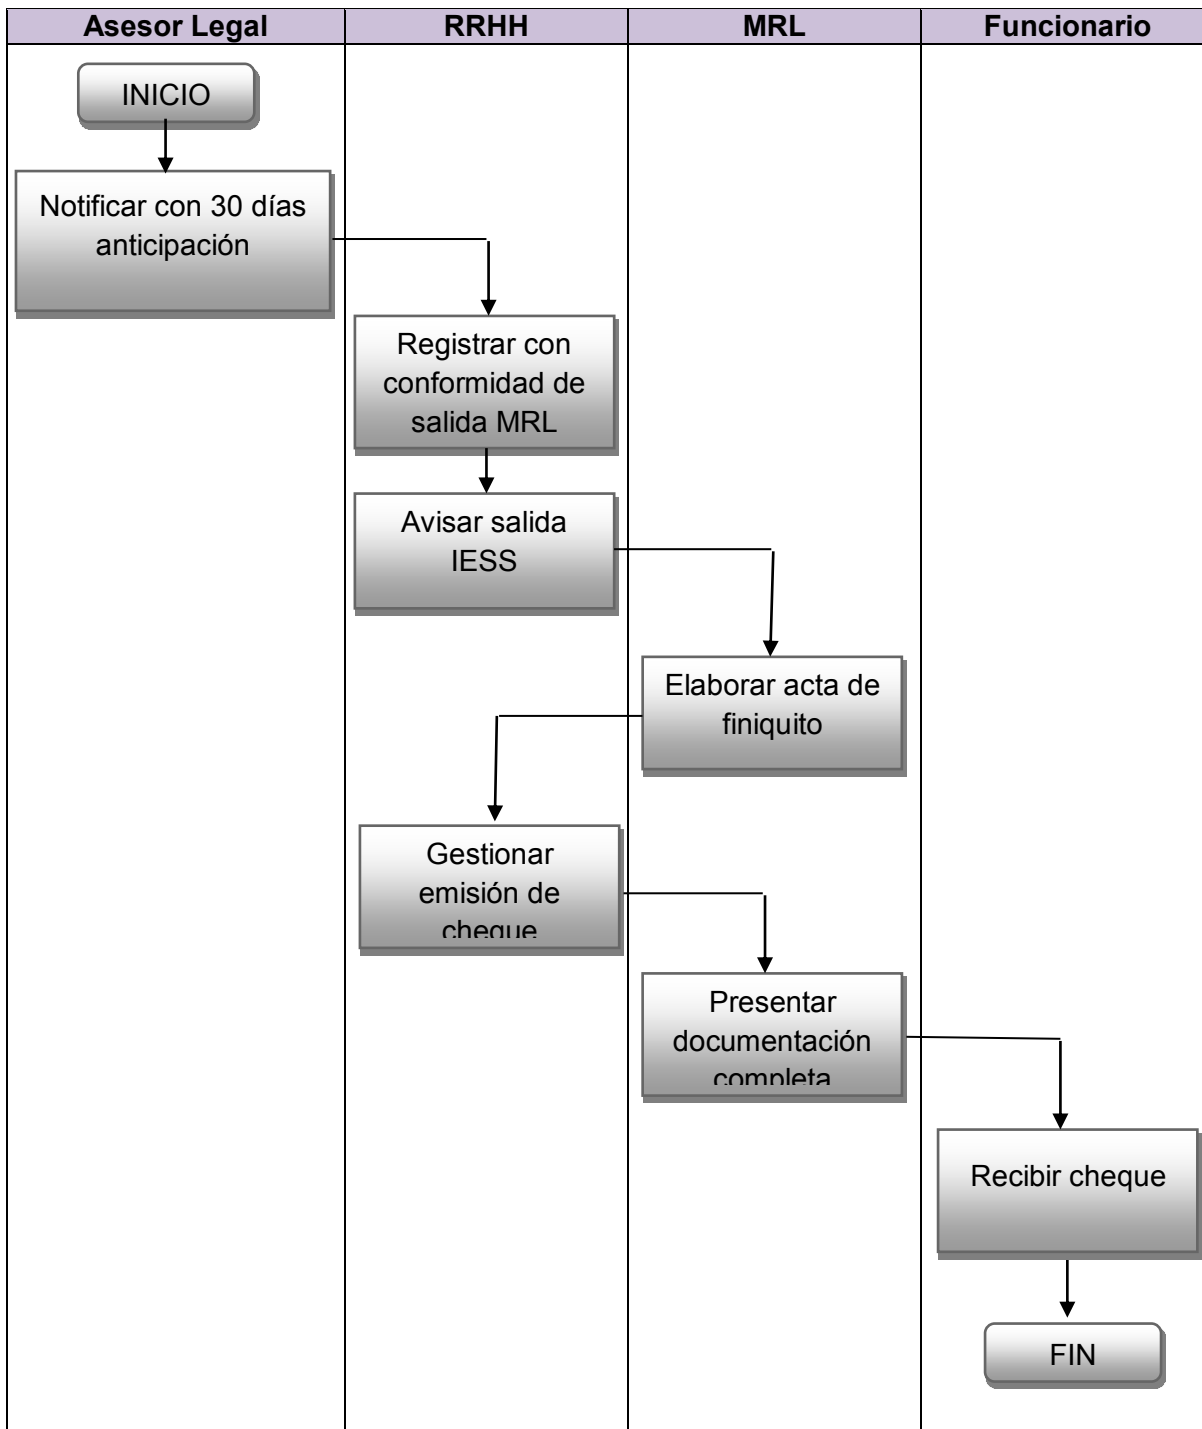 Asesor Legal
RRHH
MRL
Funcionario
INICIO
Notificar con 30 días
anticipación
Registrar con
conformidad de
salida MRL
Avisar salida
IESS
Elaborar acta de
finiquito
Gestionar
emisión de
cheque
Presentar
documentación
completa
Recibir cheque
FIN